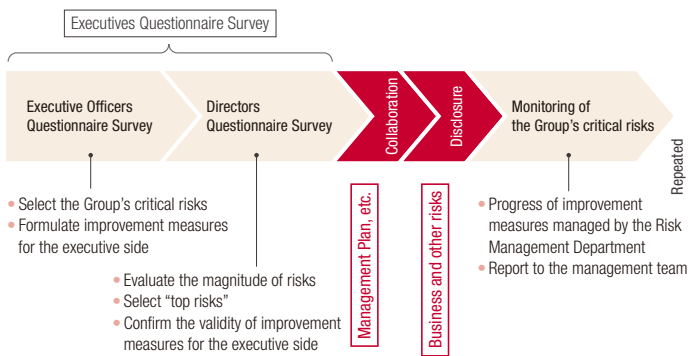 Executives Questionnaire Survey
Executive Officers
Questionnaire Survey
Directors
Questionnaire Survey
Collaboration
Disclosure
Monitoring of
the Group's critical risks
Repeated
• Select the Group's critical risks
• Formulate improvement measures
for the executive side
• Evaluate the magnitude of risks
• Select “top risks”
• Confirm the validity of improvement
measures for the executive side
Management Plan, etc.
Business and other risks
• Progress of improvement
measures managed by the Risk
Management Department
• Report to the management team